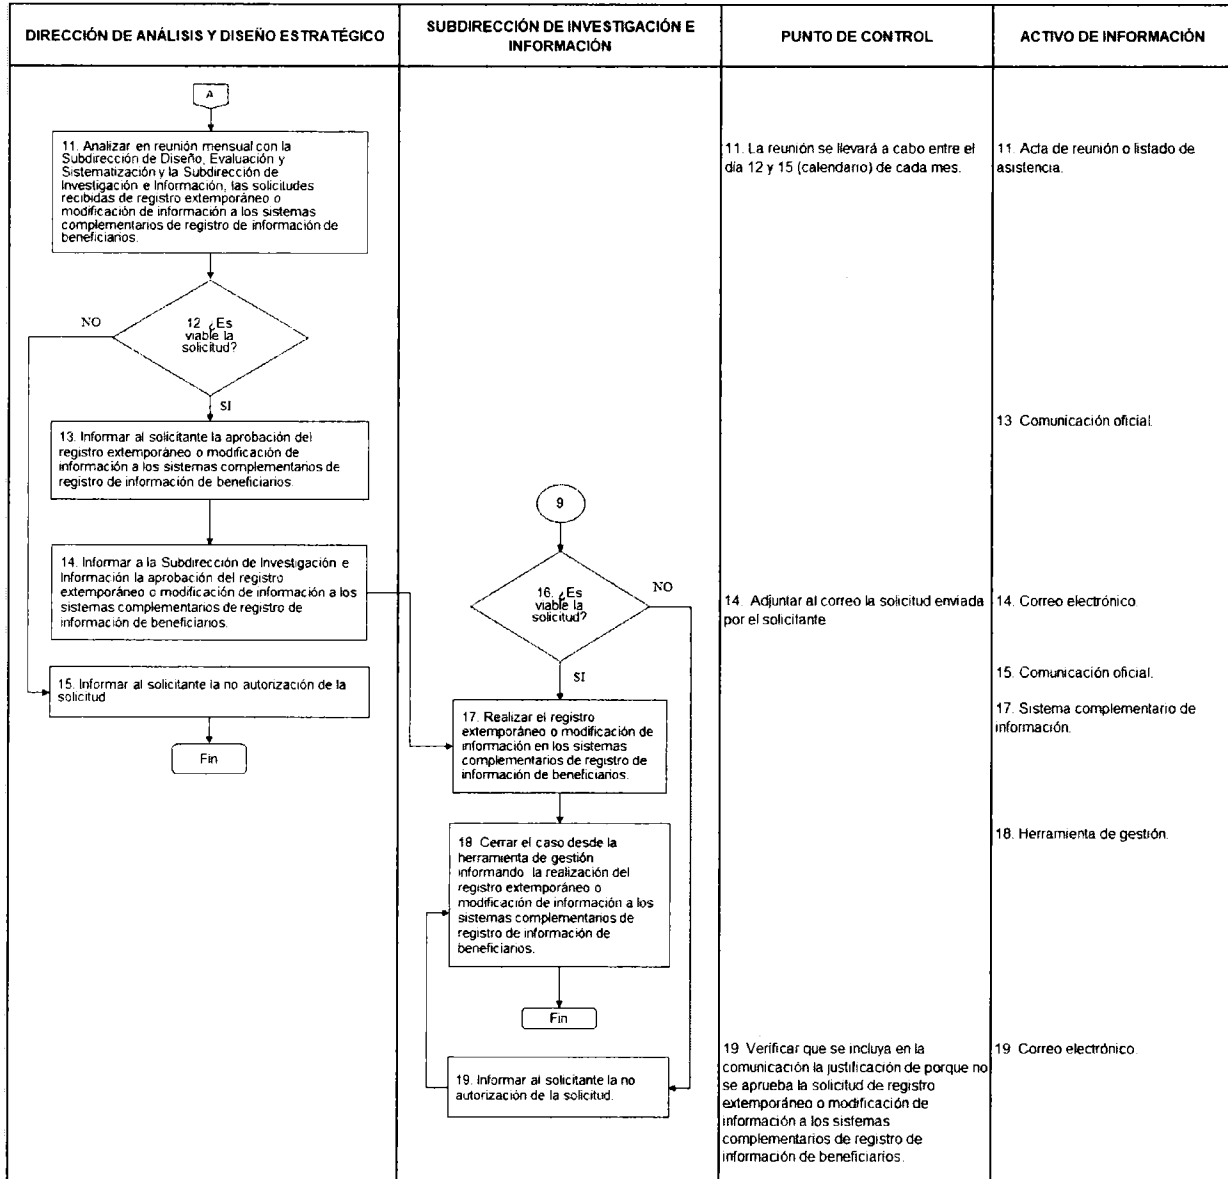 DIRECCIÓN DE ANÁLISIS Y DISEÑO ESTRATÉGICO
SUBDIRECCIÓN DE INVESTIGACIÓN E
INFORMACIÓN
PUNTO DE CONTROL
ACTIVO DE INFORMACIÓN
A
11. Analizar en reunión mensual con la
Subdirección de Diseño, Evaluación y
Sistematización y la Subdirección de
Investigación e Información, las solicitudes
recibidas de registro extemporáneo o
modificación de información a los sistemas
complementarios de registro de información de
beneficiarios.
12 ¿Es
viable la
solicitud?
NO
SI
13. Informar al solicitante la aprobación del
registro extemporáneo o modificación de
información a los sistemas complementarios de
registro de información de beneficiarios.
14. Informar a la Subdirección de Investigación e
Información la aprobación del registro
extemporáneo o modificación de información a los
sistemas complementarios de registro de
información de beneficiarios.
15. Informar al solicitante la no autorización de la
solicitud
Fin
9
16. ¿Es
viable la
solicitud?
NO
SI
17. Realizar el registro
extemporáneo o modificación de
información en los sistemas
complementarios de registro de
información de beneficiarios.
18 Cerrar el caso desde la
herramienta de gestión
informando la realización del
registro extemporáneo o
modificación de información a los
sistemas complementarios de
registro de información de
beneficiarios.
Fin
19. Informar al solicitante la no
autorización de la solicitud.
11. La reunión se llevará a cabo entre el
día 12 y 15 (calendario) de cada mes.
14. Adjuntar al correo la solicitud enviada
por el solicitante
19 Verificar que se incluya en la
comunicación la justificación de porque no
se aprueba la solicitud de registro
extemporáneo o modificación de
información a los sistemas
complementarios de registro de
información de beneficiarios.
11. Acta de reunión o listado de
asistencia.
13 Comunicación oficial.
14. Correo electrónico.
15. Comunicación oficial.
17. Sistema complementario de
información.
18. Herramienta de gestión.
19 Correo electrónico.